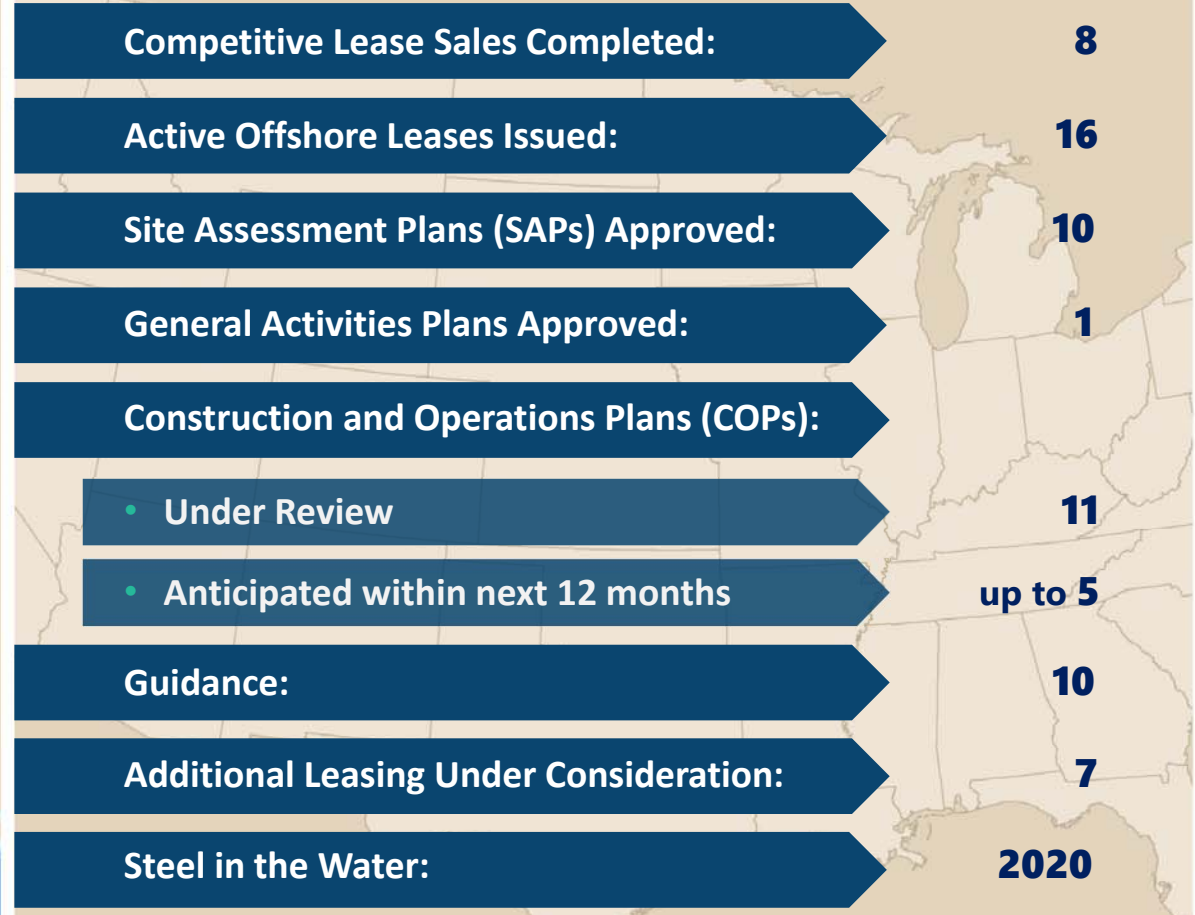 Competitive Lease Sales Completed: 8
Active Offshore Leases Issued: 16
Site Assessment Plans (SAPs) Approved: 10
General Activities Plans Approved: 1
Construction and Operations Plans (COPs):
• Under Review 11
• Anticipated within next 12 months up to 5
Guidance: 10
Additional Leasing Under Consideration: 7
Steel in the Water: 2020